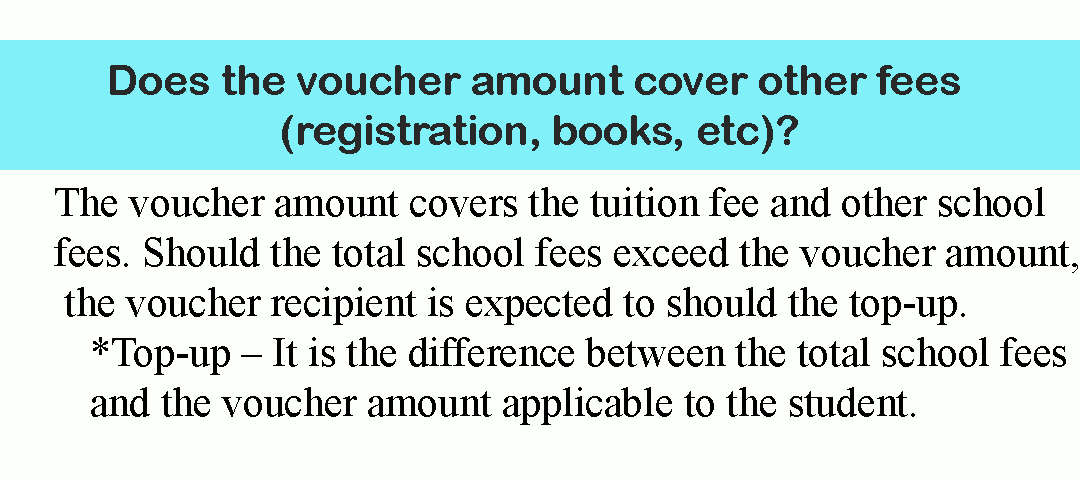 Does the voucher amount cover other fees
(registration, books, etc)?
The voucher amount covers the tuition fee and other school
fees. Should the total school fees exceed the voucher amount,
the voucher recipient is expected to should the top-up.
*Top-up – It is the difference between the total school fees
and the voucher amount applicable to the student.